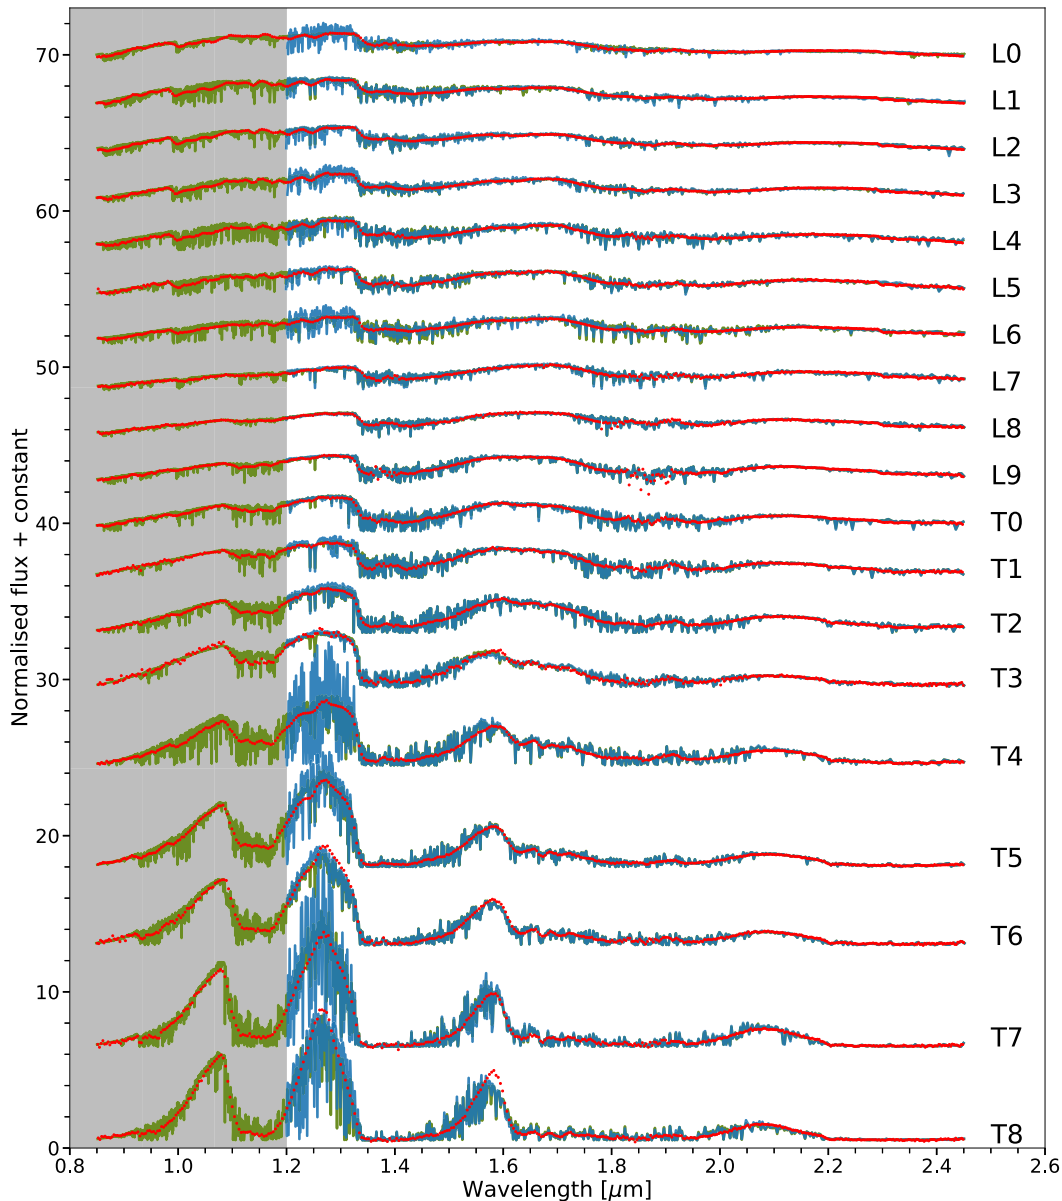 70
60
50
40
30
20
10
0
Normalised flux + constant
L0
L1
L2
L3
L4
L5
L6
L7
L8
L9
T0
T1
T2
T3
T4
T5
T6
T7
T8
0.8 1.0 1.2 1.4 1.6 1.8 2.0 2.2 2.4 2.6
Wavelength [μm]